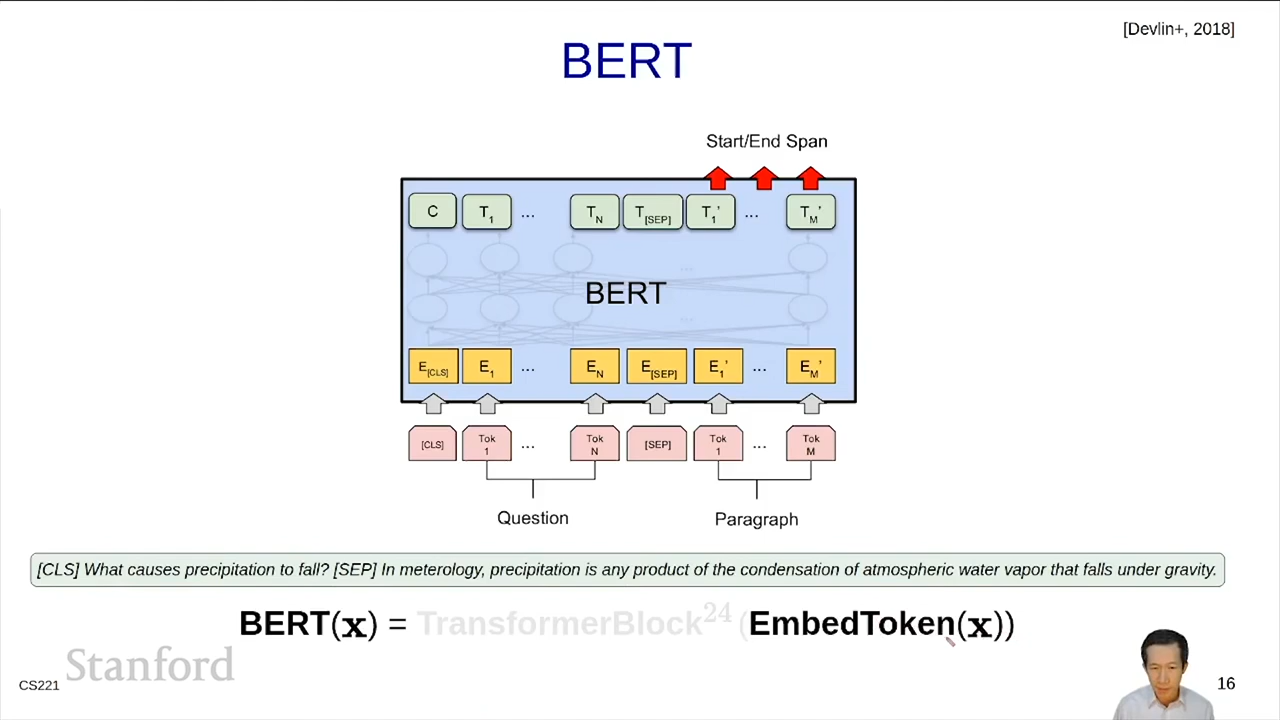 [Devlin+, 2018]
BERT
Start/End Span
C T1 ... TN T[SEP] T1' ... TM'
...
BERT
...
E[CLS] E1 ... EN E[SEP] E1' ... EM'
[CLS] Tok 1 ... Tok N [SEP] Tok 1 ... Tok M
Question Paragraph
[CLS] What causes precipitation to fall? [SEP] In meterology, precipitation is any product of the condensation of atmospheric water vapor that falls under gravity.
BERT(x) = TransformerBlock^24(EmbedToken(x))
Stanford
CS221
16